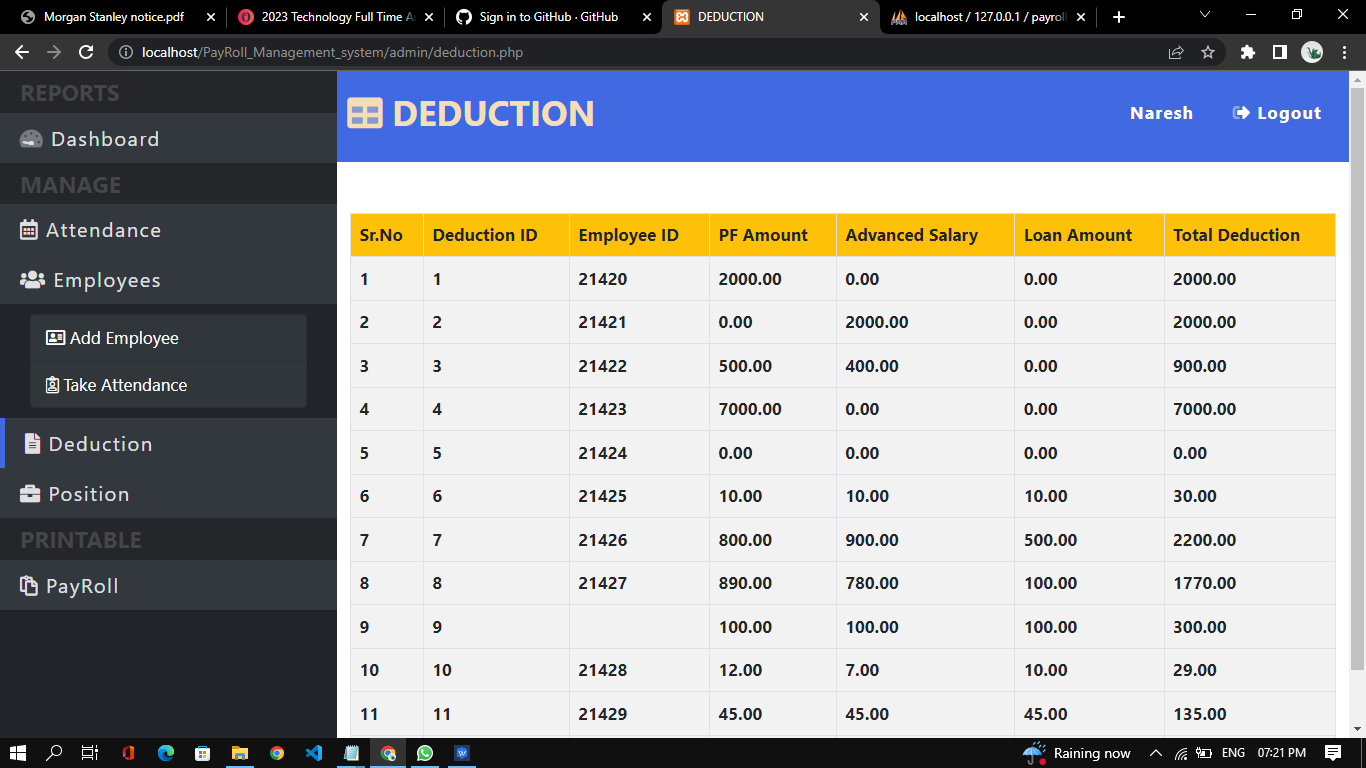 Morgan Stanley notice.pdf
2023 Technology Full Time A
Sign in to GitHub · GitHub
DEDUCTION
localhost / 127.0.0.1 / payroll
localhost/PayRoll_Management_system/admin/deduction.php
REPORTS
Dashboard
MANAGE
Attendance
Employees
Add Employee
Take Attendance
Deduction
Position
PRINTABLE
PayRoll
DEDUCTION
Naresh Logout
Sr.No Deduction ID Employee ID PF Amount Advanced Salary Loan Amount Total Deduction
1 1 21420 2000.00 0.00 0.00 2000.00
2 2 21421 0.00 2000.00 0.00 2000.00
3 3 21422 500.00 400.00 0.00 900.00
4 4 21423 7000.00 0.00 0.00 7000.00
5 5 21424 0.00 0.00 0.00 0.00
6 6 21425 10.00 10.00 10.00 30.00
7 7 21426 800.00 900.00 500.00 2200.00
8 8 21427 890.00 780.00 100.00 1770.00
9 9 100.00 100.00 100.00 300.00
10 10 21428 12.00 7.00 10.00 29.00
11 11 21429 45.00 45.00 45.00 135.00
Raining now ENG 07:21 PM